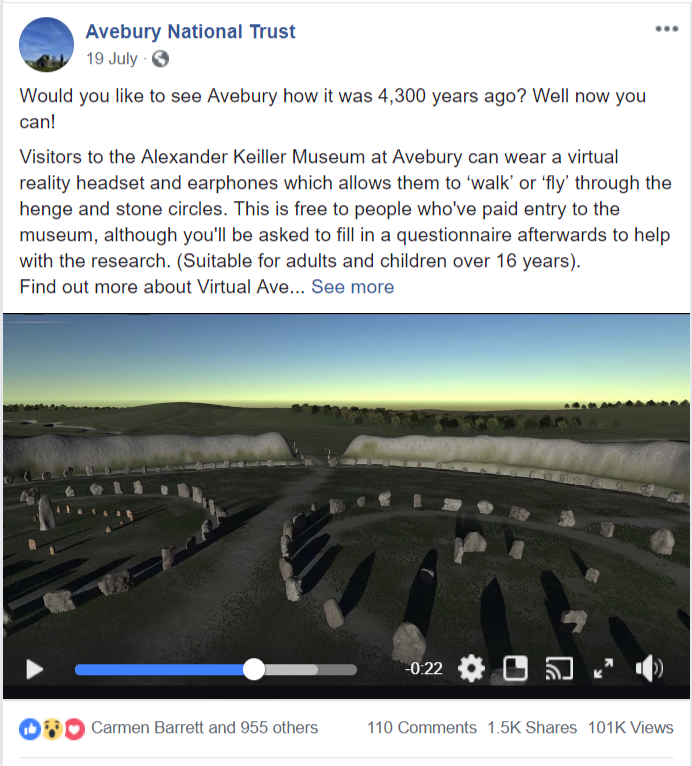 Avebury National Trust
19 July ·
Would you like to see Avebury how it was 4,300 years ago? Well now you
can!
Visitors to the Alexander Keiller Museum at Avebury can wear a virtual
reality headset and earphones which allows them to ‘walk’ or ‘fly’ through the
henge and stone circles. This is free to people who've paid entry to the
museum, although you'll be asked to fill in a questionnaire afterwards to help
with the research. (Suitable for adults and children over 16 years).
Find out more about Virtual Ave... See more
-0:22
Carmen Barrett and 955 others 110 Comments 1.5K Shares 101K Views